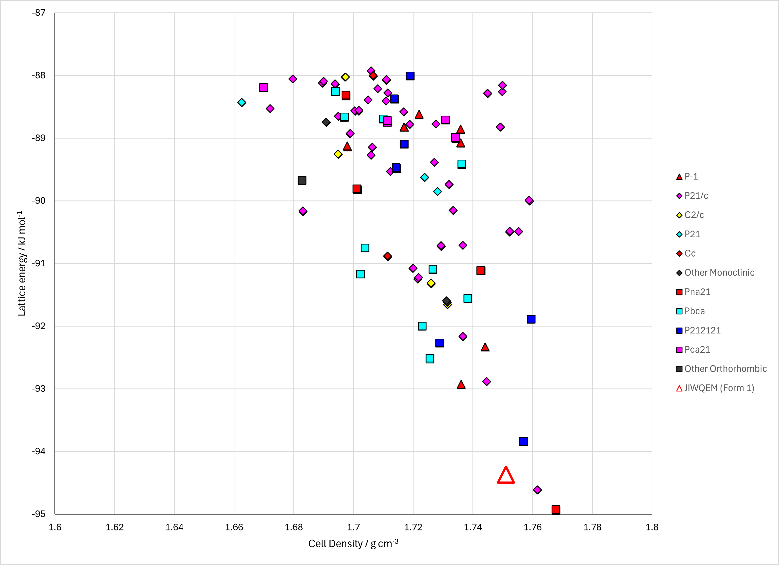 -87
-88
-89
-90
-91
-92
-93
-94
-95
Lattice energy / kJ mol-1
1.6 1.62 1.64 1.66 1.68 1.7 1.72 1.74 1.76 1.78 1.8
Cell Density / g cm-3
P-1
P21/c
C2/c
P21
Cc
Other Monoclinic
Pna21
Pbca
P212121
Pca21
Other Orthorhombic
JIWQEM (Form 1)